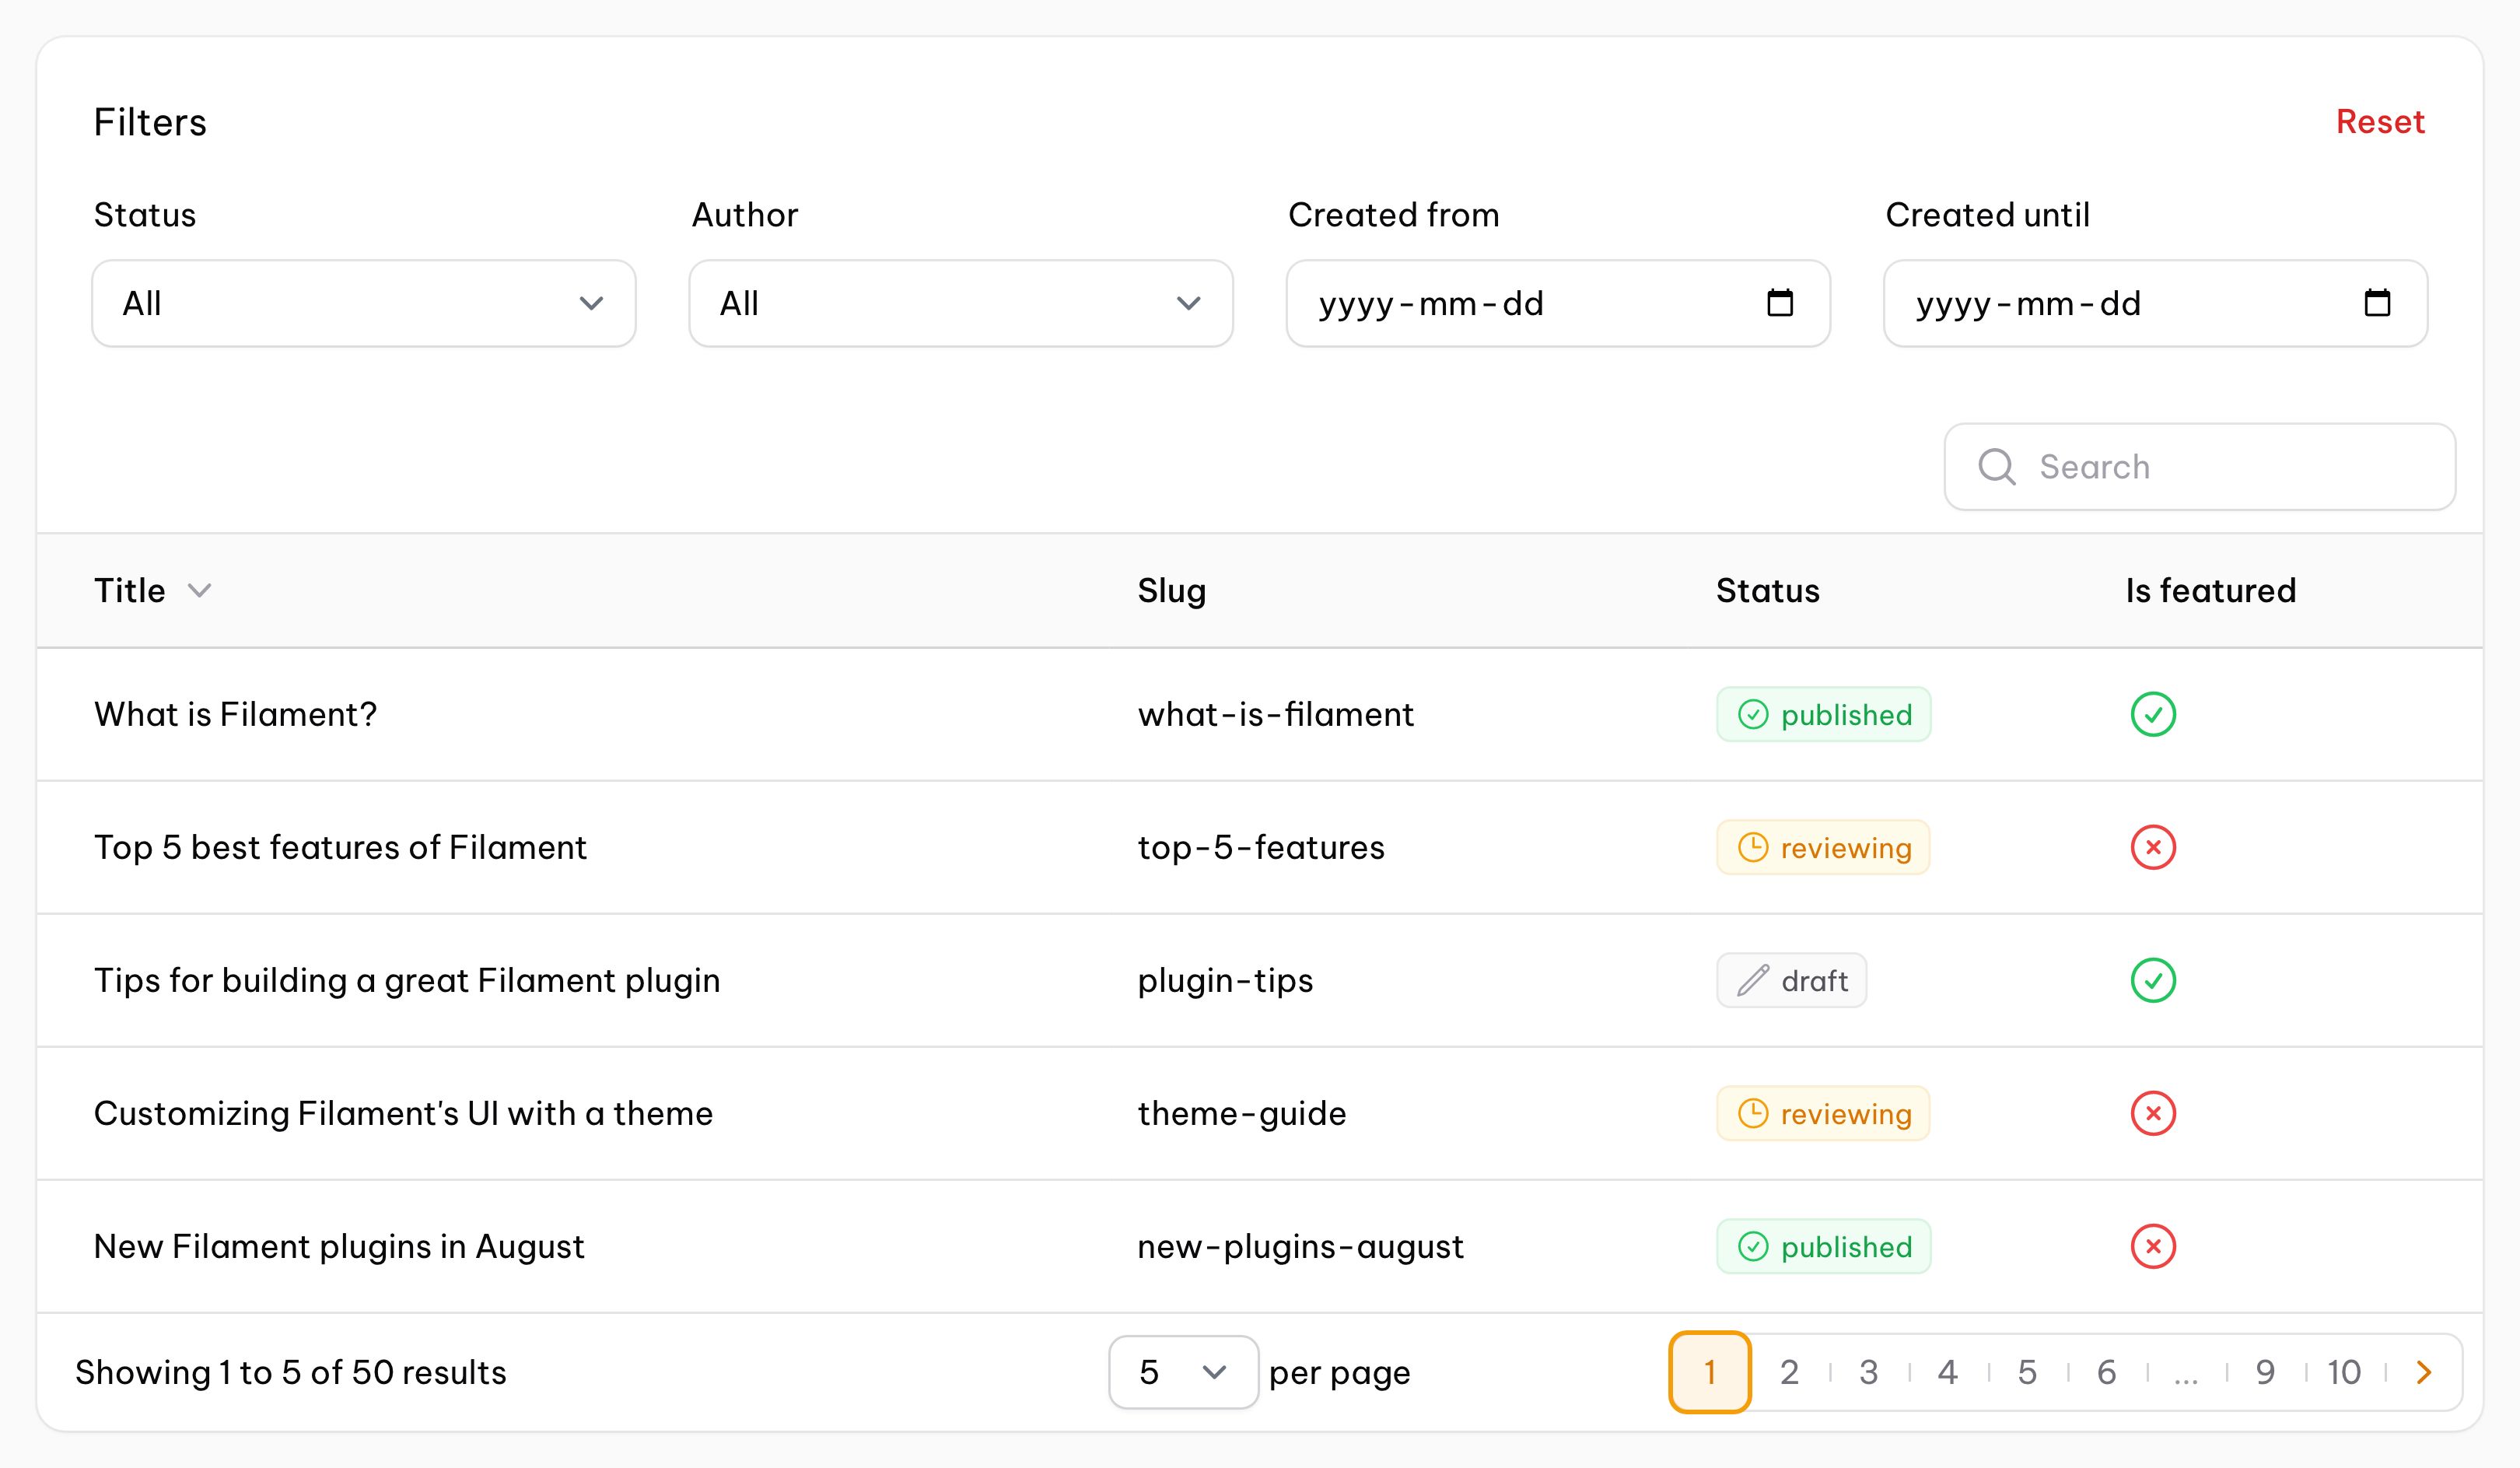 Filters Reset
Status Author Created from Created until
All All yyyy-mm-dd yyyy-mm-dd
Search
Title Slug Status Is featured
What is Filament? what-is-filament published
Top 5 best features of Filament top-5-features reviewing
Tips for building a great Filament plugin plugin-tips draft
Customizing Filament's UI with a theme theme-guide reviewing
New Filament plugins in August new-plugins-august published
Showing 1 to 5 of 50 results 5 per page 1 2 3 4 5 6 ... 9 10